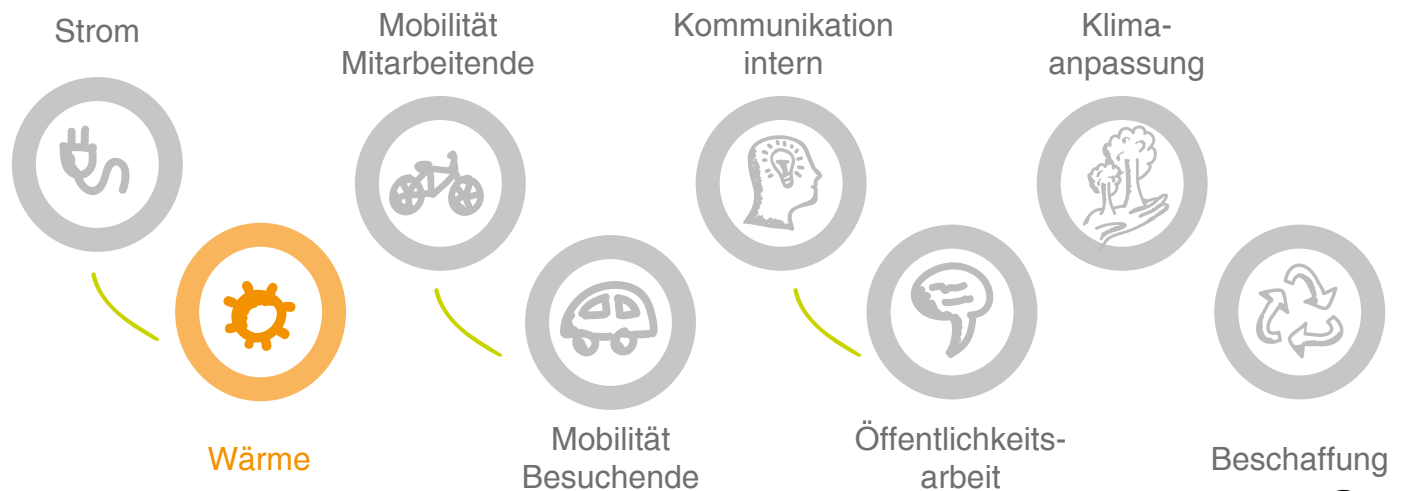 Strom
Wärme
Mobilität
Mitarbeitende
Mobilität
Besuchende
Kommunikation
intern
Öffentlichkeits-
arbeit
Klima-
anpassung
Beschaffung